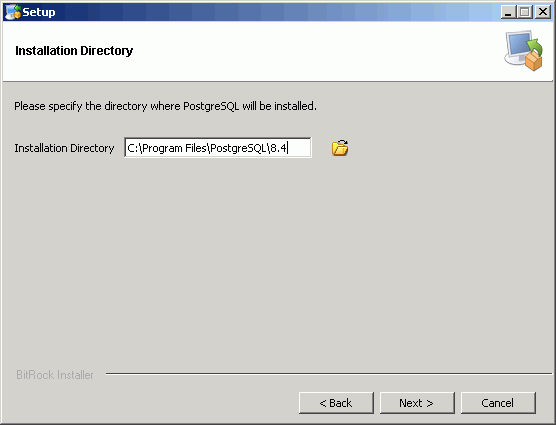 Setup
Installation Directory
Please specify the directory where PostgreSQL will be installed.
Installation Directory C:\Program Files\PostgreSQL\8.4
BitRock Installer
< Back Next > Cancel